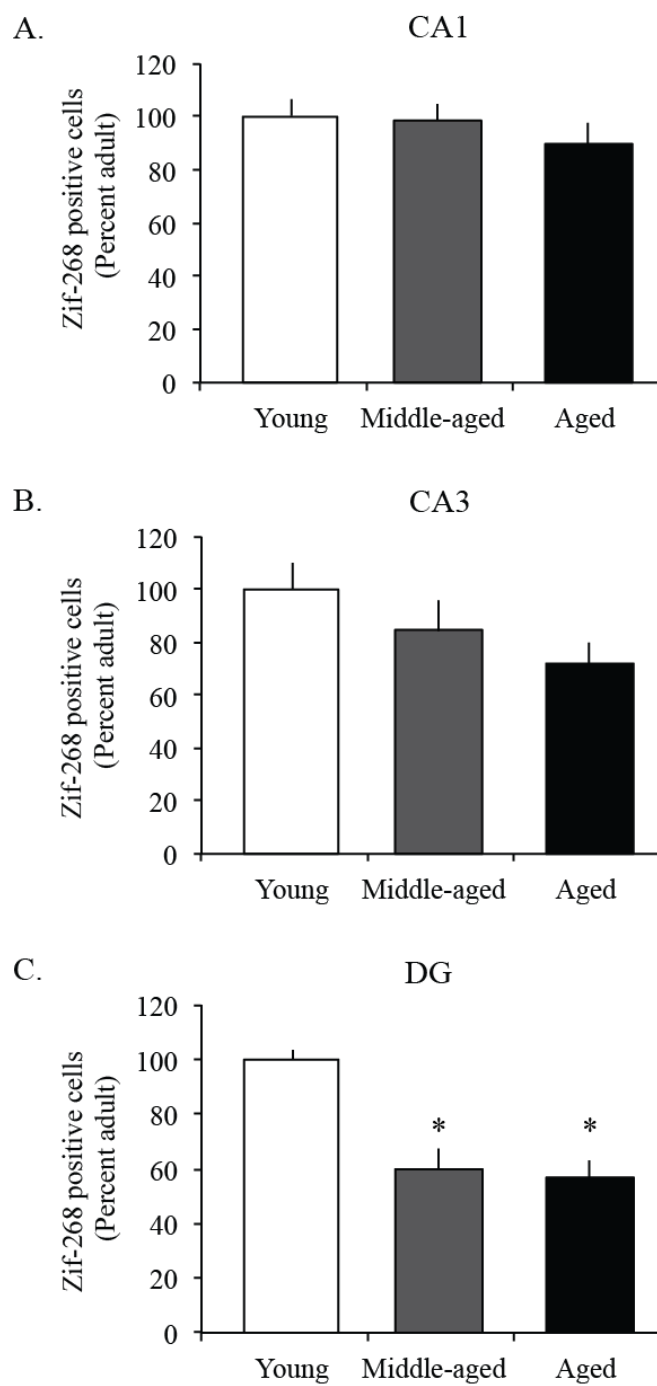 A.
CA1
Zif-268 positive cells
(Percent adult)
120
100
80
60
40
20
0
Young Middle-aged Aged
B.
CA3
Zif-268 positive cells
(Percent adult)
120
100
80
60
40
20
0
Young Middle-aged Aged
C.
DG
Zif-268 positive cells
(Percent adult)
120
100
80
60
40
20
0
* *
Young Middle-aged Aged